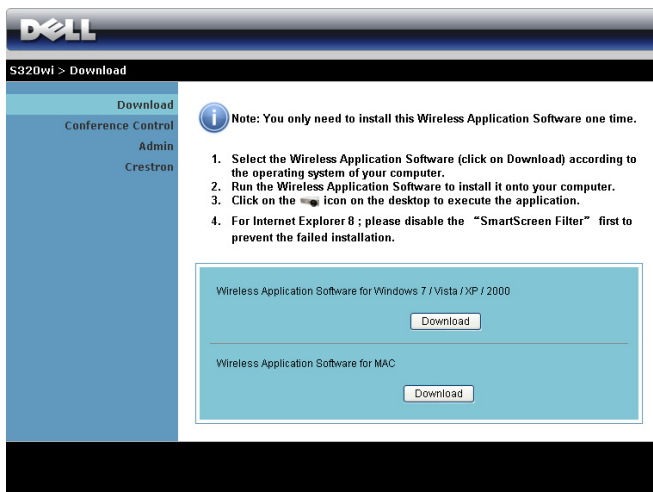 DELL
S320wi > Download
Download
Conference Control
Admin
Crestron
Note: You only need to install this Wireless Application Software one time.
1. Select the Wireless Application Software (click on Download) according to
the operating system of your computer.
2. Run the Wireless Application Software to install it onto your computer.
3. Click on the icon on the desktop to execute the application.
4. For Internet Explorer 8 ; please disable the “SmartScreen Filter” first to
prevent the failed installation.
Wireless Application Software for Windows 7 / Vista / XP / 2000
Download
Wireless Application Software for MAC
Download